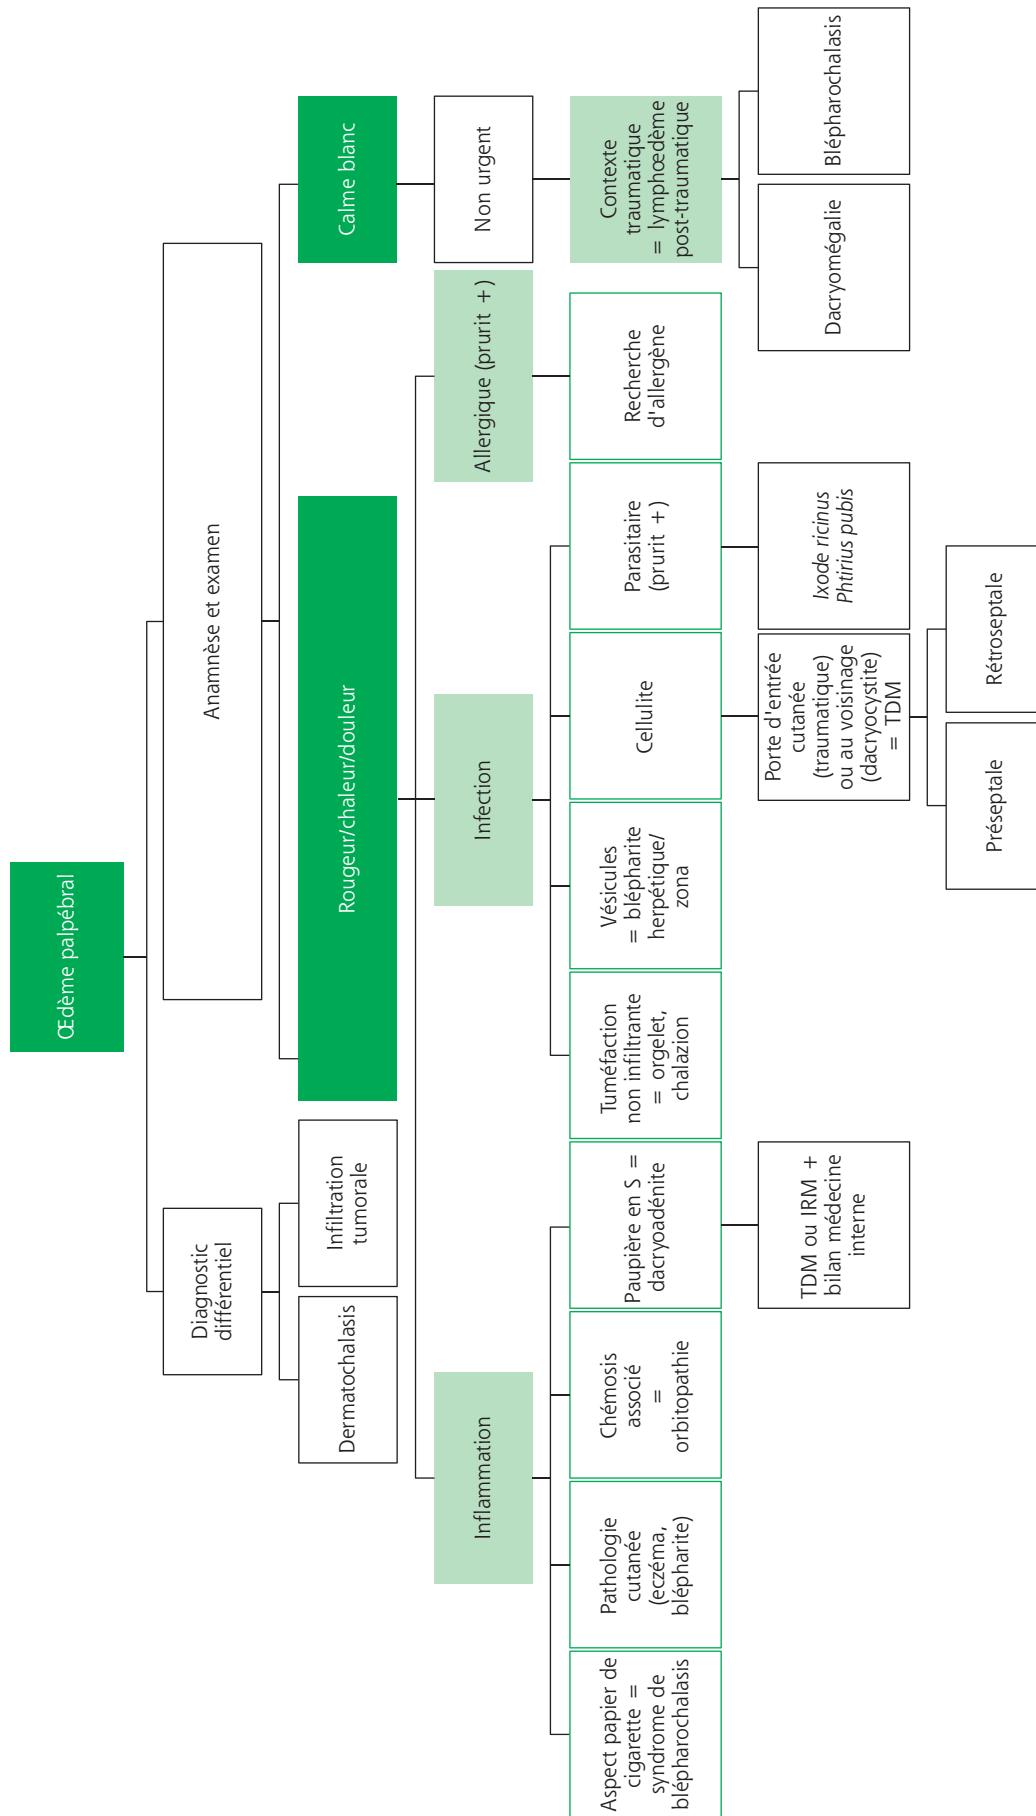 Œdème palpébral
Diagnostic
différentiel
Anamnèse et examen
Dermatochalasis
Infiltration
tumorale
Rougeur/chaleur/douleur
Calme blanc
Inflammation
Infection
Allergique (prurit +)
Non urgent
Aspect papier de
cigarette =
syndrome de
blépharochalasis
Pathologie
cutanée
(eczéma,
blépharite)
Chémosis
associé
=
orbitopathie
Paupière en S =
dacryoadénite
Tuméfaction
non infiltrante
= orgelet,
chalazion
Vésicules
= blépharite
herpétique/
zona
Cellulite
Parasitaire
(prurit +)
Recherche
d'allergène
Contexte
traumatique
= lymphœdème
post-traumatique
TDM ou IRM +
bilan médecine
interne
Porte d'entrée
cutanée
(traumatique)
ou au voisinage
(dacryocystite)
= TDM
Ixode ricinus
Phtirius pubis
Dacryomégalie
Blépharochalasis
Préseptale
Rétroseptale